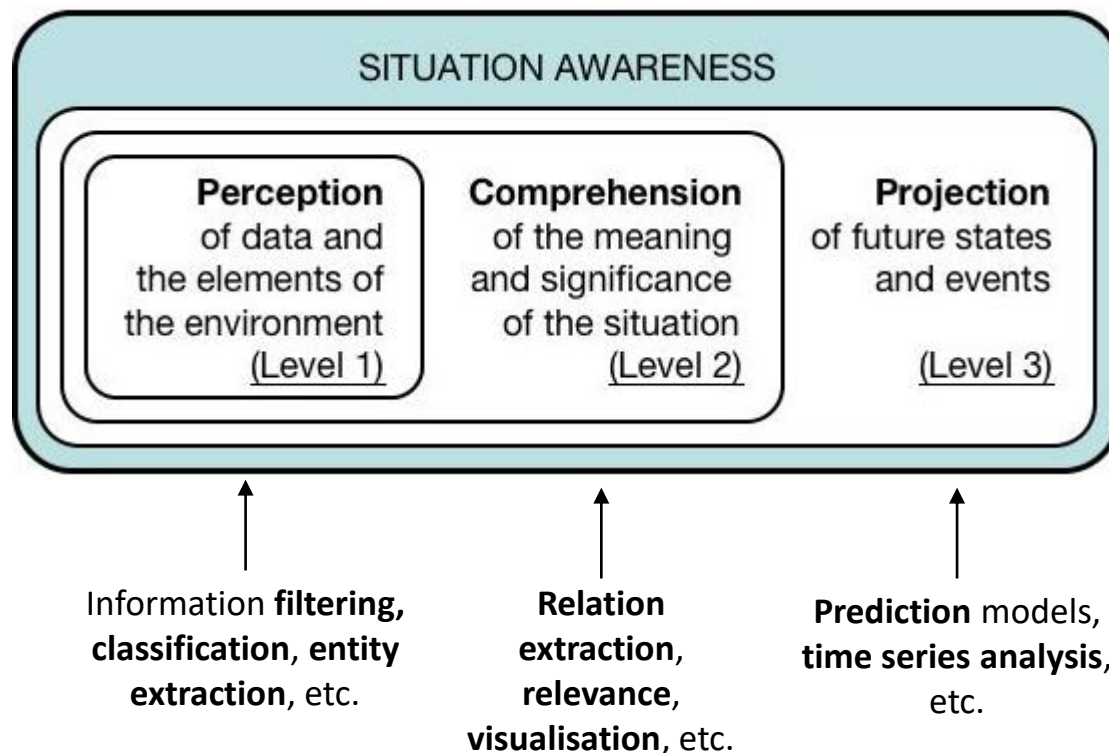 SITUATION AWARENESS
Perception
of data and
the elements of
the environment
(Level 1)
Comprehension
of the meaning
and significance
of the situation
(Level 2)
Projection
of future states
and events
(Level 3)
Information filtering,
classification, entity
extraction, etc.
Relation
extraction,
relevance,
visualisation, etc.
Prediction models,
time series analysis,
etc.